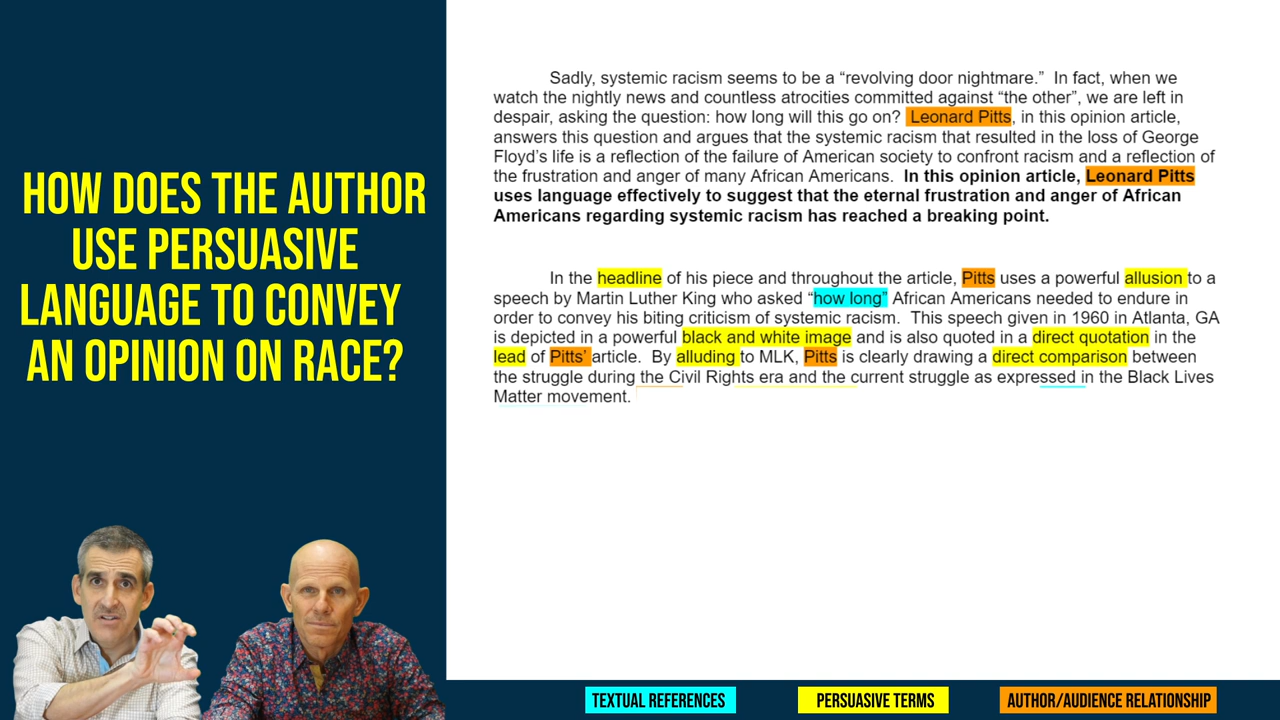 HOW DOES THE AUTHOR
USE PERSUASIVE
LANGUAGE TO CONVEY
AN OPINION ON RACE?
Sadly, systemic racism seems to be a “revolving door nightmare.” In fact, when we
watch the nightly news and countless atrocities committed against “the other”, we are left in
despair, asking the question: how long will this go on? Leonard Pitts, in this opinion article,
answers this question and argues that the systemic racism that resulted in the loss of George
Floyd’s life is a reflection of the failure of American society to confront racism and a reflection of
the frustration and anger of many African Americans. In this opinion article, Leonard Pitts
uses language effectively to suggest that the eternal frustration and anger of African
Americans regarding systemic racism has reached a breaking point.
In the headline of his piece and throughout the article, Pitts uses a powerful allusion to a
speech by Martin Luther King who asked “how long” African Americans needed to endure in
order to convey his biting criticism of systemic racism. This speech given in 1960 in Atlanta, GA
is depicted in a powerful black and white image and is also quoted in a direct quotation in the
lead of Pitts’ article. By alluding to MLK, Pitts is clearly drawing a direct comparison between
the struggle during the Civil Rights era and the current struggle as expressed in the Black Lives
Matter movement.
TEXTUAL REFERENCES
PERSUASIVE TERMS
AUTHOR/AUDIENCE RELATIONSHIP